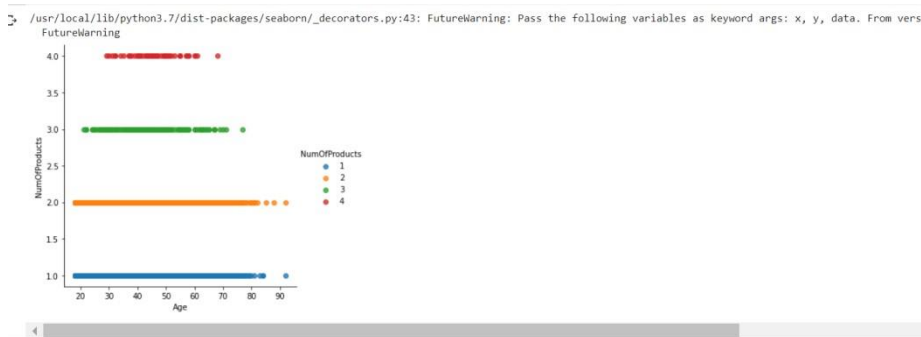 /usr/local/lib/python3.7/dist-packages/seaborn/_decorators.py:43: FutureWarning: Pass the following variables as keyword args: x, y, data. From vers
FutureWarning
4.0
3.5
3.0
2.5
2.0
1.5
1.0
NumOfProducts
20 30 40 50 60 70 80 90
Age
NumOfProducts
1
2
3
4